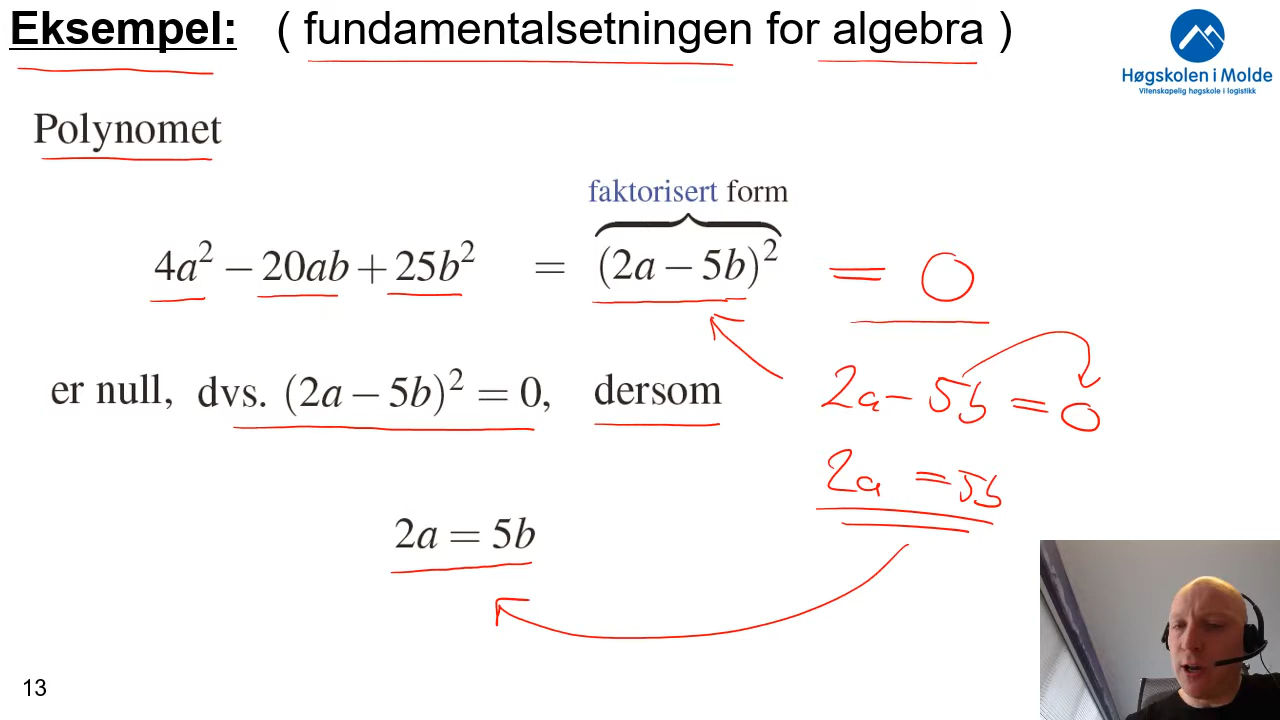 Eksempel: ( fundamentalsetningen for algebra )
Høgskolen i Molde
Vitenskapelig høgskole i logistikk
Polynomet
faktorisert form
4a² − 20ab + 25b² = (2a − 5b)² = 0
er null, dvs. (2a − 5b)² = 0, dersom
2a − 5b = 0
2a = 5b
2a = 5b
13